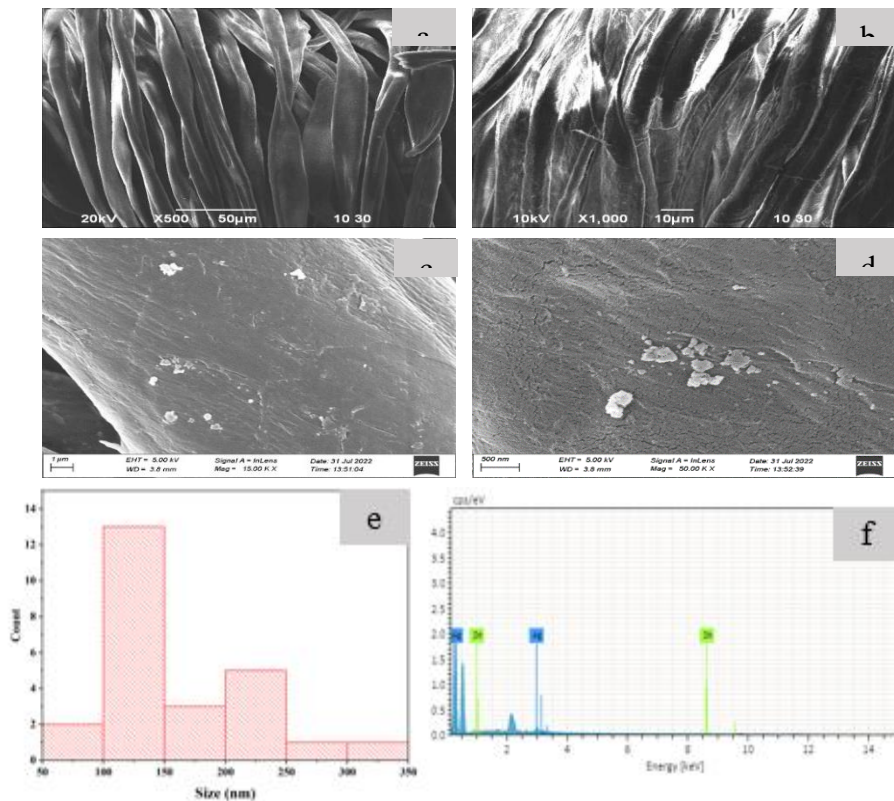 20kV X500 50μm 10 30
10kV X1,000 10μm 10 30
d
1 μm
EHT = 5.00 kV Signal A = InLens Date: 31 Jul 2022
WD = 3.8 mm Mag = 15.00 K X Time: 13:51:04
ZEISS
500 nm
EHT = 5.00 kV Signal A = InLens Date: 31 Jul 2022
WD = 3.8 mm Mag = 50.00 K X Time: 13:52:39
ZEISS
e
14
12
10
8
6
4
2
0
Count
50 100 150 200 250 300 350
Size (nm)
f
cps/eV
4.0
3.5
3.0
2.5
2.0
1.5
1.0
0.5
0.0
Zn
2 4 6 8 10 12 14
Energy [keV]